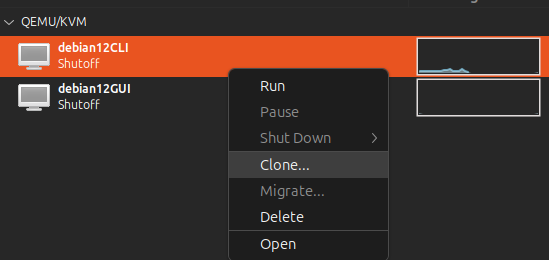 QEMU/KVM
debian12CLI
Shutoff
debian12GUI
Shutoff
Run
Pause
Shut Down
Clone...
Migrate...
Delete
Open